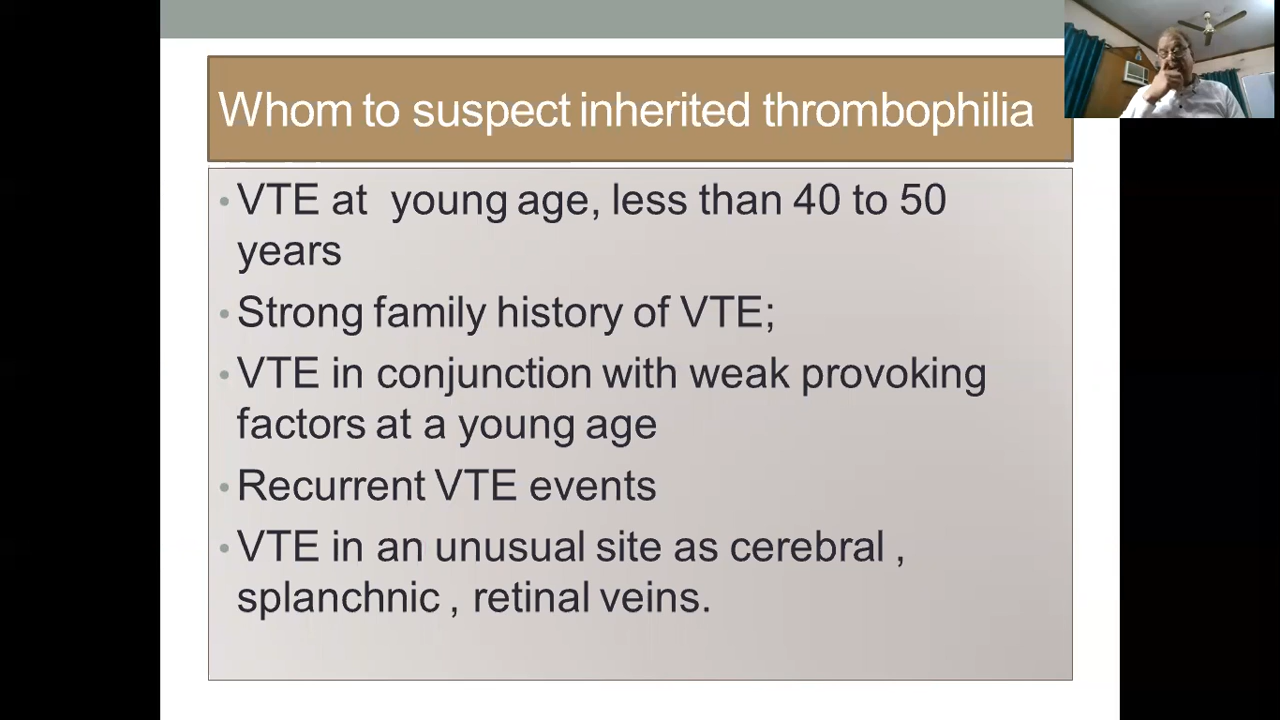 Whom to suspect inherited thrombophilia
•VTE at young age, less than 40 to 50
years
•Strong family history of VTE;
•VTE in conjunction with weak provoking
factors at a young age
•Recurrent VTE events
•VTE in an unusual site as cerebral ,
splanchnic , retinal veins.